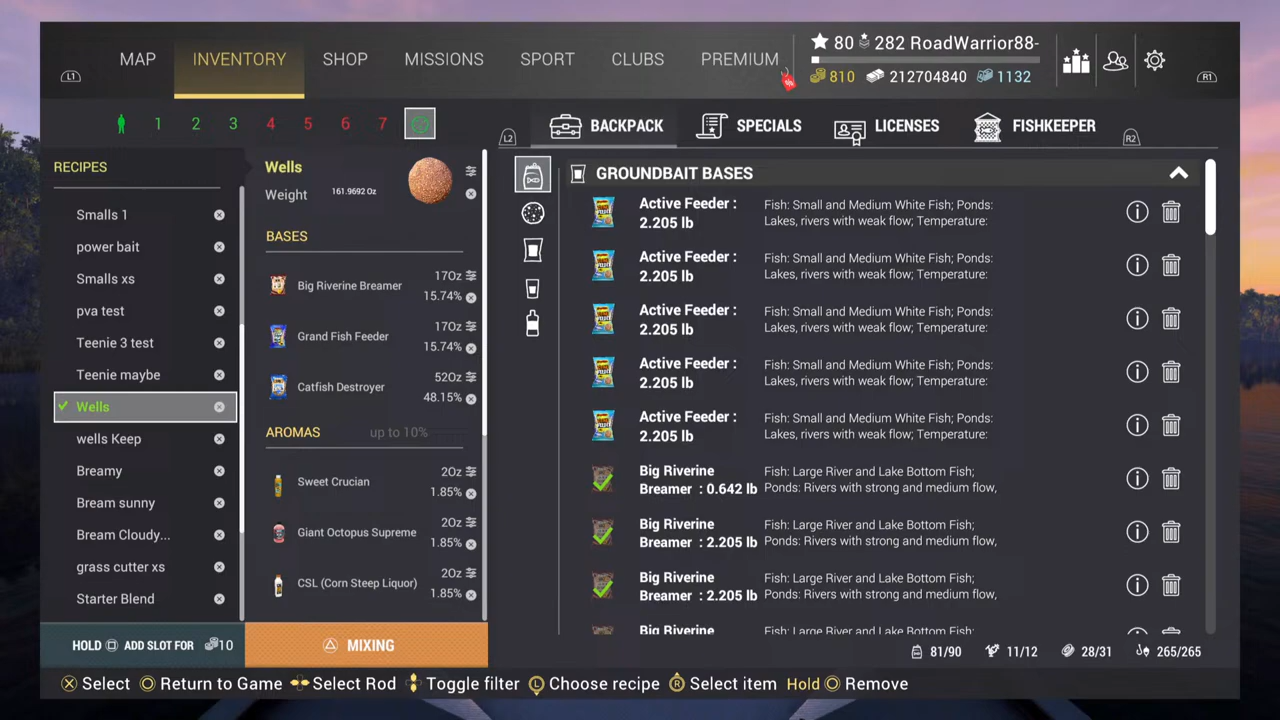 L1
MAP
INVENTORY
SHOP
MISSIONS
SPORT
CLUBS
PREMIUM
%
80 282 RoadWarrior88-
810 212704840 1132
R1
1 2 3 4 5 6 7
L2
BACKPACK
SPECIALS
LICENSES
FISHKEEPER
R2
RECIPES
Smalls 1
power bait
Smalls xs
pva test
Teenie 3 test
Teenie maybe
Wells
wells Keep
Breamy
Bream sunny
Bream Cloudy...
grass cutter xs
Starter Blend
HOLD ADD SLOT FOR 10
Wells
Weight 161.9692 Oz
BASES
Big Riverine Breamer 17Oz
15.74%
Grand Fish Feeder 17Oz
15.74%
Catfish Destroyer 52Oz
48.15%
AROMAS up to 10%
Sweet Crucian 2Oz
1.85%
Giant Octopus Supreme 2Oz
1.85%
CSL (Corn Steep Liquor) 2Oz
1.85%
MIXING
GROUNDBAIT BASES
Active Feeder : Fish: Small and Medium White Fish; Ponds:
2.205 lb Lakes, rivers with weak flow; Temperature:
Active Feeder : Fish: Small and Medium White Fish; Ponds:
2.205 lb Lakes, rivers with weak flow; Temperature:
Active Feeder : Fish: Small and Medium White Fish; Ponds:
2.205 lb Lakes, rivers with weak flow; Temperature:
Active Feeder : Fish: Small and Medium White Fish; Ponds:
2.205 lb Lakes, rivers with weak flow; Temperature:
Active Feeder : Fish: Small and Medium White Fish; Ponds:
2.205 lb Lakes, rivers with weak flow; Temperature:
Big Riverine Fish: Large River and Lake Bottom Fish;
Breamer : 0.642 lb Ponds: Rivers with strong and medium flow,
Big Riverine Fish: Large River and Lake Bottom Fish;
Breamer : 2.205 lb Ponds: Rivers with strong and medium flow,
Big Riverine Fish: Large River and Lake Bottom Fish;
Breamer : 2.205 lb Ponds: Rivers with strong and medium flow,
Big Riverine Fish: Large River and Lake Bottom Fish;
81/90 11/12 28/31 265/265
Select Return to Game Select Rod Toggle filter L Choose recipe R Select item Hold Remove